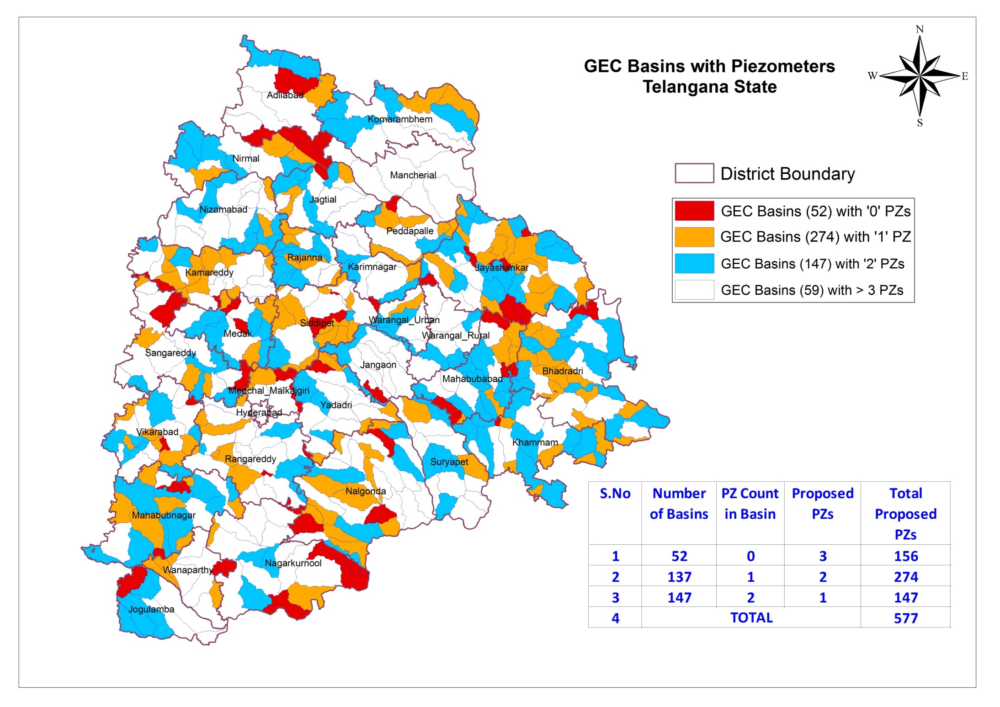 GEC Basins with Piezometers
Telangana State
N
W
E
S
District Boundary
GEC Basins (52) with '0' PZs
GEC Basins (274) with '1' PZ
GEC Basins (147) with '2' PZs
GEC Basins (59) with > 3 PZs
Adilabad
Komarambhem
Nirmal
Mancherial
Jagtial
Nizamabad
Peddapalle
Rajanna
Karimnagar
Jayashankar
Kamareddy
Siddipet
Warangal_Urban
Medak
Warangal_Rural
Sangareddy
Jangaon
Bhadradri
Mahabubabad
Medchal_Malkajgiri
Yadadri
Hyderabad
Vikarabad
Khammam
Rangareddy
Suryapet
Nalgonda
Mahabubnagar
Nagarkurnool
Wanaparthy
Jogulamba
S.No Number of Basins PZ Count in Basin Proposed PZs Total Proposed PZs
1 52 0 3 156
2 137 1 2 274
3 147 2 1 147
4 TOTAL 577